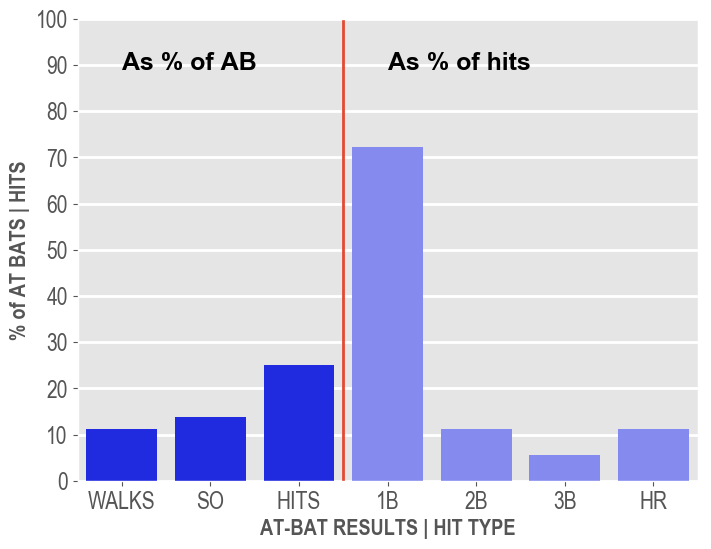 100
90
80
70
60
50
40
30
20
10
0
% of AT BATS | HITS
As % of AB
As % of hits
WALKS SO HITS 1B 2B 3B HR
AT-BAT RESULTS | HIT TYPE